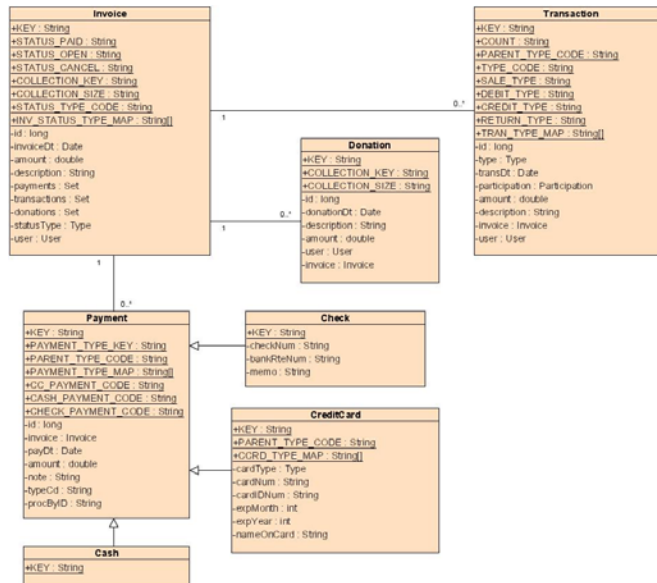 Invoice
+KEY : String
+STATUS_PAID : String
+STATUS_OPEN : String
+STATUS_CANCEL : String
+COLLECTION_KEY : String
+COLLECTION_SIZE : String
+STATUS_TYPE_CODE : String
+INV_STATUS_TYPE_MAP : String[]
-id : long
-invoiceDt : Date
-amount : double
-description : String
-payments : Set
-transactions : Set
-donations : Set
-statusType : Type
-user : User
1
0..*
1
0..*
1
0..*
Transaction
+KEY : String
+COUNT : String
+PARENT_TYPE_CODE : String
+TYPE_CODE : String
+SALE_TYPE : String
+DEBIT_TYPE : String
+CREDIT_TYPE : String
+RETURN_TYPE : String
+TRAN_TYPE_MAP : String[]
-id : long
-type : Type
-transDt : Date
-participation : Participation
-amount : double
-description : String
-invoice : Invoice
-user : User
Donation
+KEY : String
+COLLECTION_KEY : String
+COLLECTION_SIZE : String
-id : long
-donationDt : Date
-description : String
-amount : double
-user : User
-invoice : Invoice
Payment
+KEY : String
+PAYMENT_TYPE_KEY : String
+PARENT_TYPE_CODE : String
+PAYMENT_TYPE_MAP : String[]
+CC_PAYMENT_CODE : String
+CASH_PAYMENT_CODE : String
+CHECK_PAYMENT_CODE : String
-id : long
-invoice : Invoice
-payDt : Date
-amount : double
-note : String
-typeCd : String
-procByID : String
Check
+KEY : String
-checkNum : String
-bankRteNum : String
-memo : String
CreditCard
+KEY : String
+PARENT_TYPE_CODE : String
+CCRD_TYPE_MAP : String[]
-cardType : Type
-cardNum : String
-cardIDNum : String
-expMonth : int
-expYear : int
-nameOnCard : String
Cash
+KEY : String